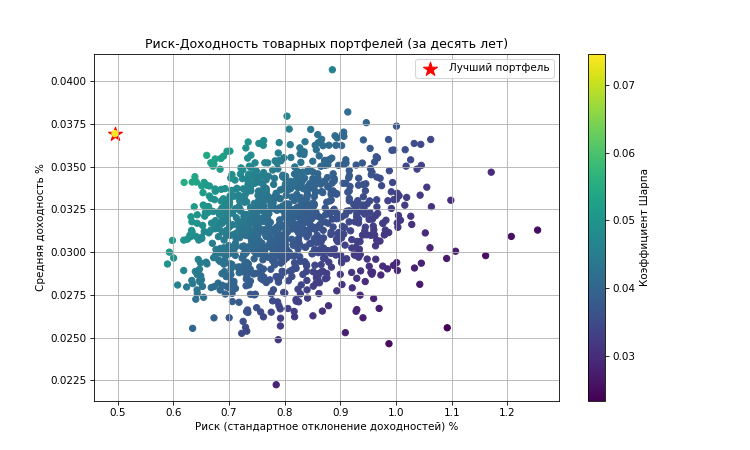 Риск-Доходность товарных портфелей (за десять лет)
Лучший портфель
Средняя доходность %
0.0400
0.0375
0.0350
0.0325
0.0300
0.0275
0.0250
0.0225
0.5 0.6 0.7 0.8 0.9 1.0 1.1 1.2
Риск (стандартное отклонение доходностей) %
0.07
0.06
0.05
0.04
0.03
Коэффициент Шарпа